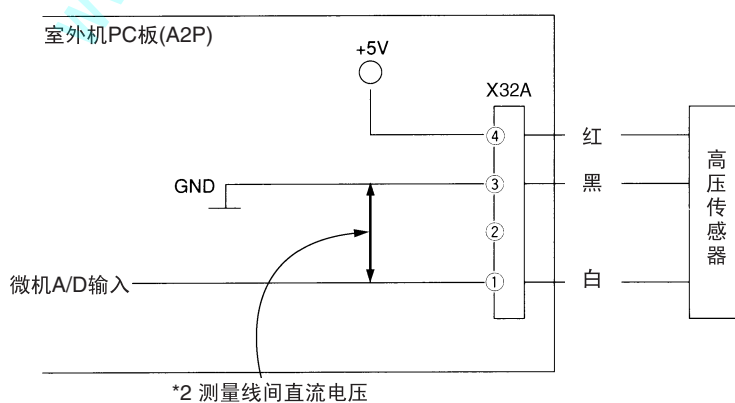 室外机PC板(A2P)
+5V
X32A
④ 红
GND ③ 黑
②
微机A/D输入 ① 白
高压传感器
*2 测量线间直流电压